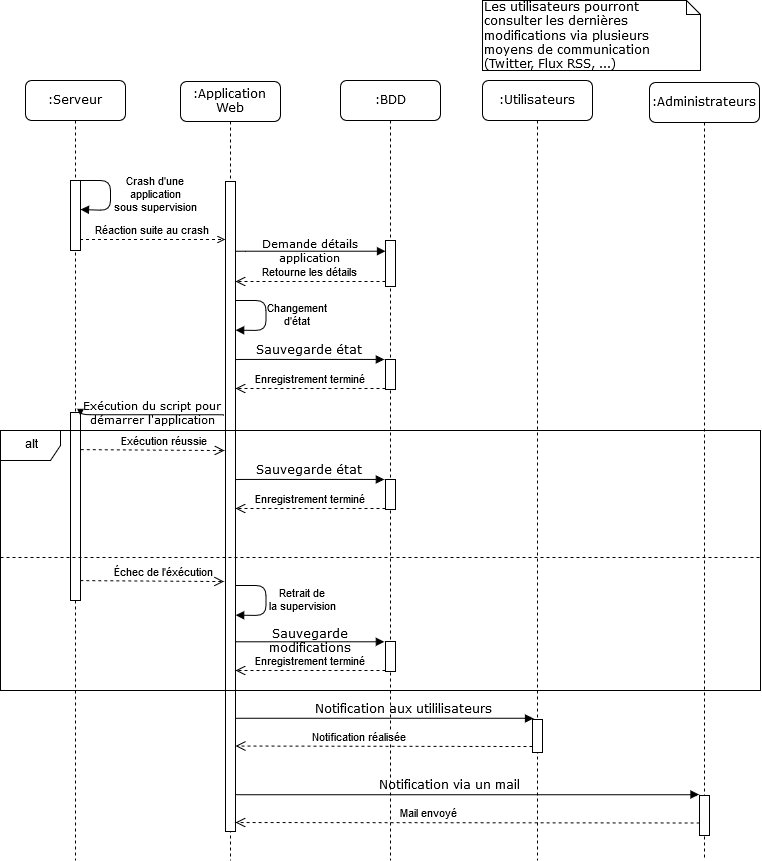 Les utilisateurs pourront
consulter les dernières
modifications via plusieurs
moyens de communication
(Twitter, Flux RSS, ...)
:Serveur
:Application
Web
:BDD
:Utilisateurs
:Administrateurs
Crash d'une
application
sous supervision
Réaction suite au crash
Demande détails
application
Retourne les détails
Changement
d'état
Sauvegarde état
Enregistrement terminé
Exécution du script pour
démarrer l'application
alt
Exécution réussie
Sauvegarde état
Enregistrement terminé
Échec de l'éxécution
Retrait de
la supervision
Sauvegarde
modifications
Enregistrement terminé
Notification aux utililisateurs
Notification réalisée
Notification via un mail
Mail envoyé